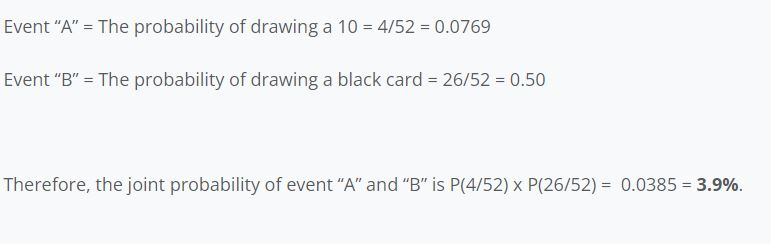 Event “A” = The probability of drawing a 10 = 4/52 = 0.0769
Event “B” = The probability of drawing a black card = 26/52 = 0.50
Therefore, the joint probability of event “A” and “B” is P(4/52) x P(26/52) =  0.0385 = 3.9%.